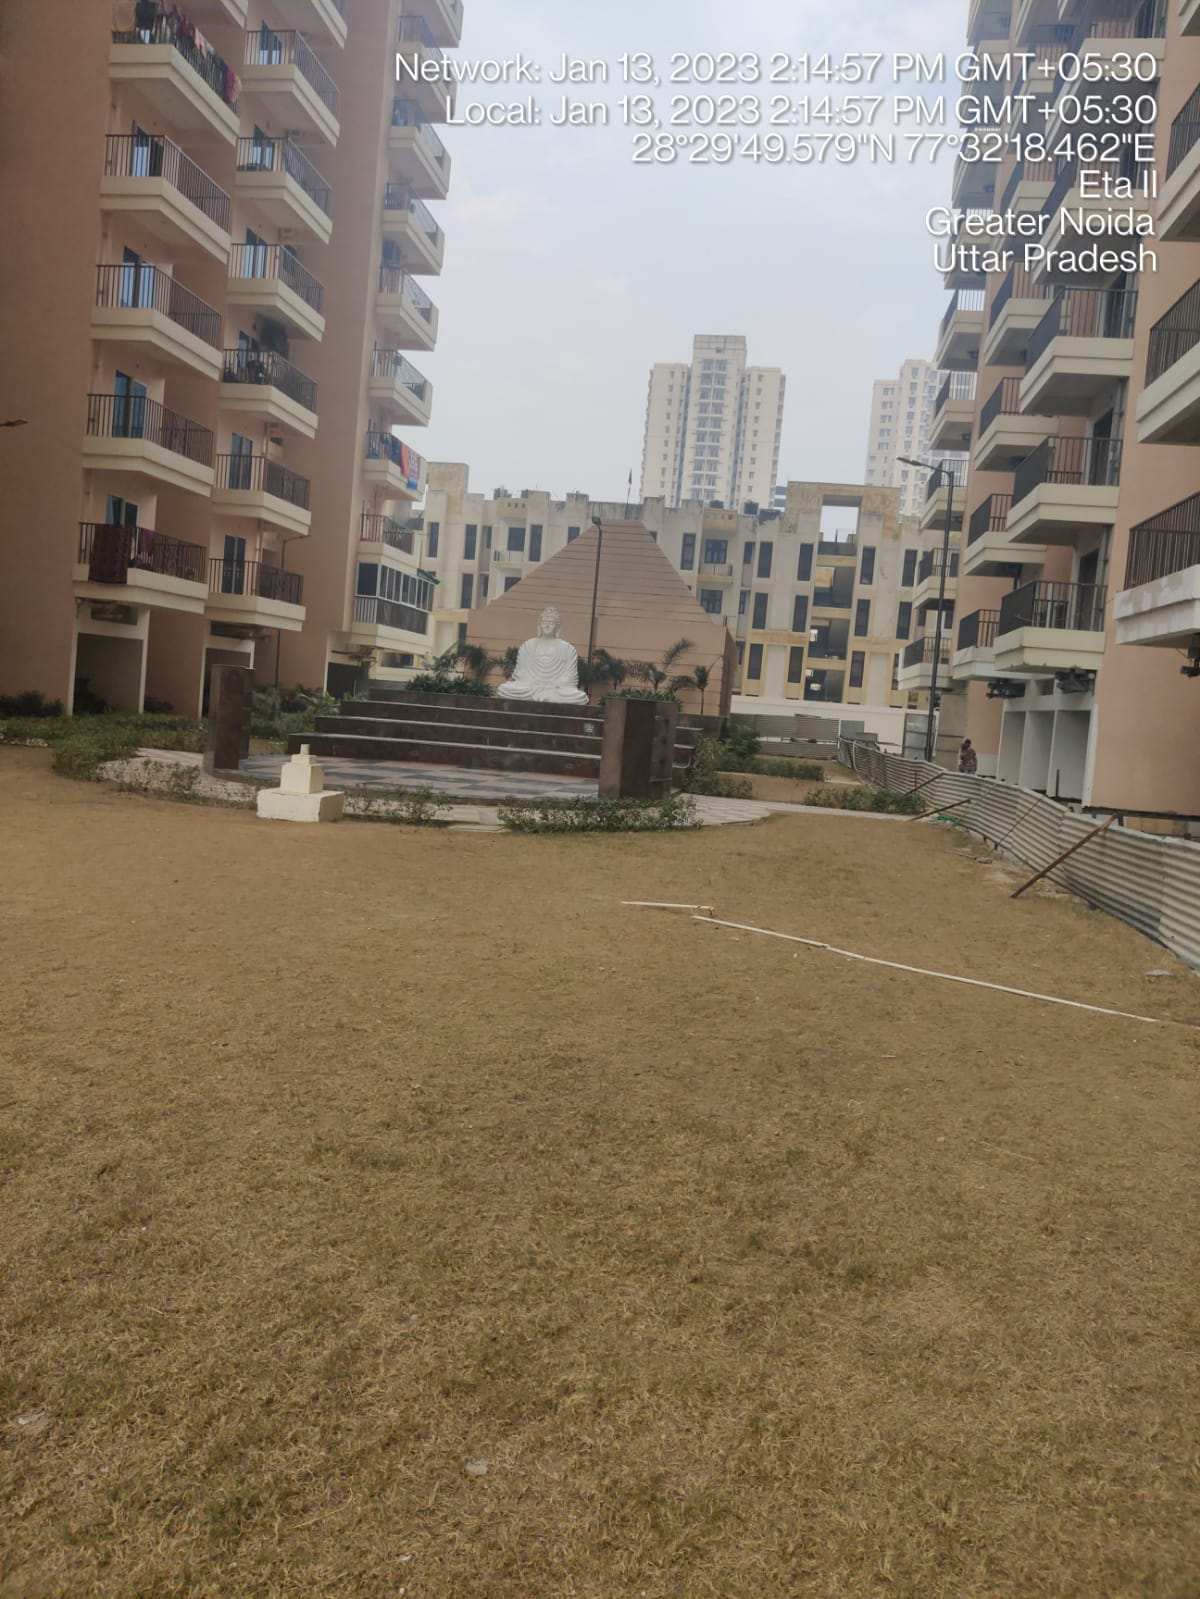 Network: Jan 13, 2023 2:14:57 PM GMT+05:30
Local: Jan 13, 2023 2:14:57 PM GMT+05:30
28°29'49.579"N 77°32'18.462"E
Eta II
Greater Noida
Uttar Pradesh